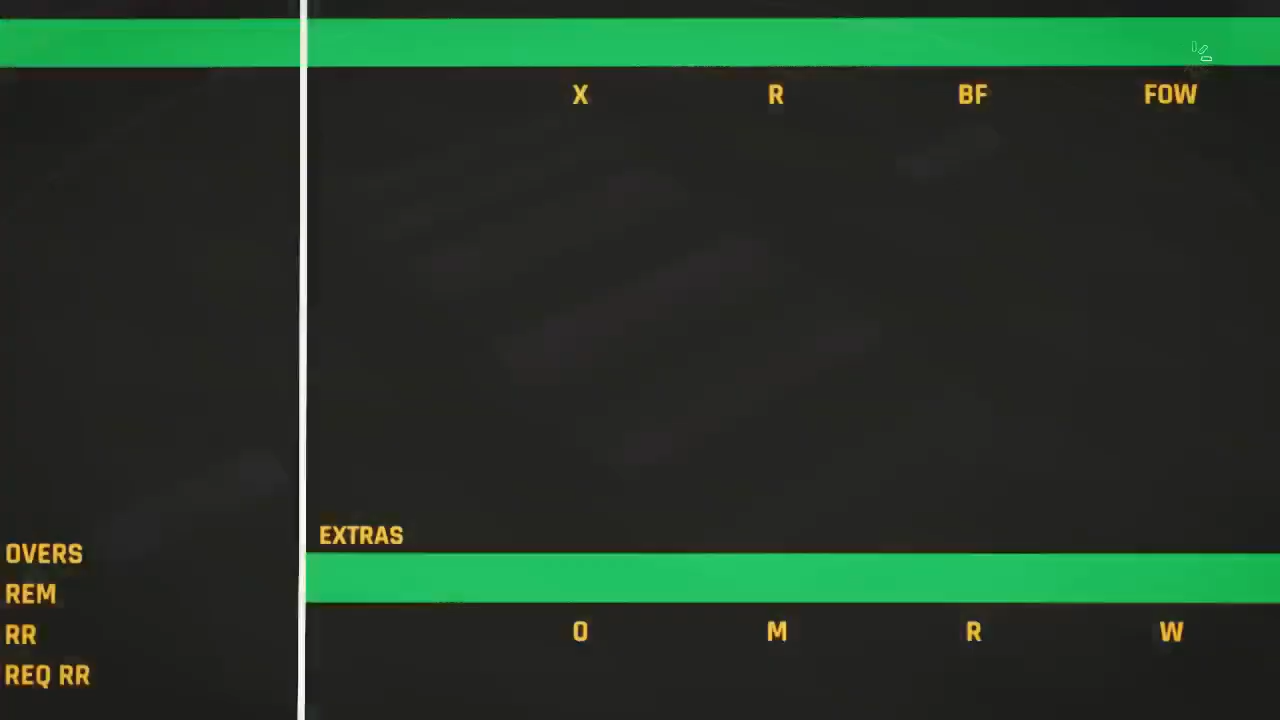 X R BF FOW
EXTRAS
OVERS
REM
RR
REQ RR
O M R W